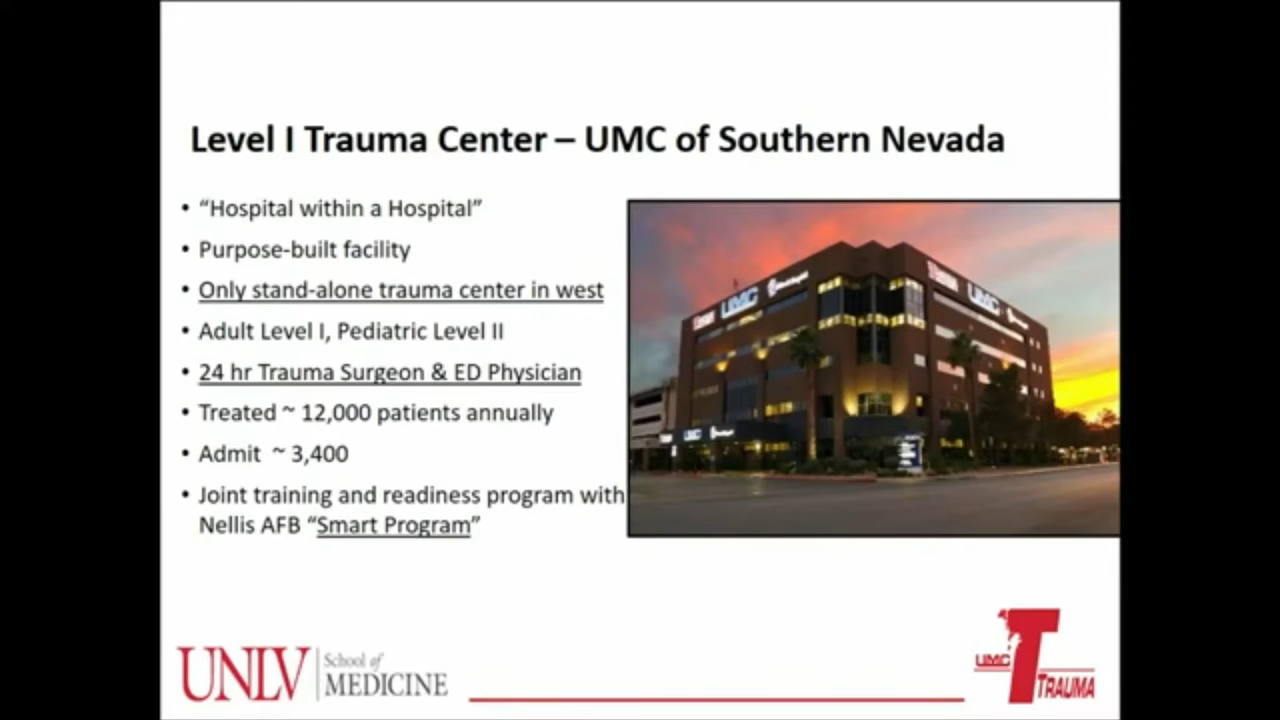 Level I Trauma Center – UMC of Southern Nevada
• “Hospital within a Hospital”
• Purpose-built facility
• Only stand-alone trauma center in west
• Adult Level I, Pediatric Level II
• 24 hr Trauma Surgeon & ED Physician
• Treated ~ 12,000 patients annually
• Admit ~ 3,400
• Joint training and readiness program with
Nellis AFB “Smart Program”
UMC
UMC
UMC
UNLV
School of
MEDICINE
UMC
T
TRAUMA